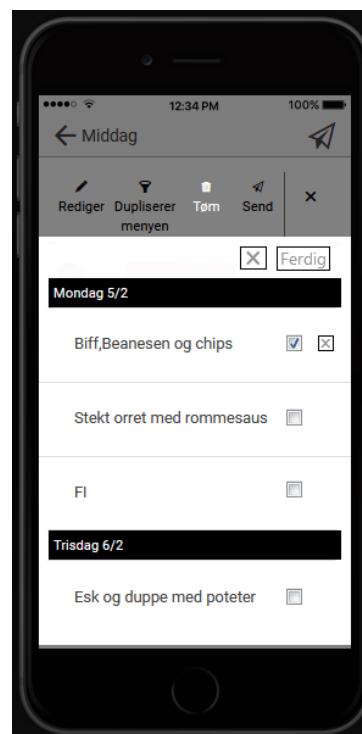 12:34 PM
100%
Middag
Rediger
Dupliserer menyen
Tøm
Send
Ferdig
Mondag 5/2
Biff,Beanesen og chips
Stekt orret med rommesaus
FI
Trisdag 6/2
Esk og duppe med poteter